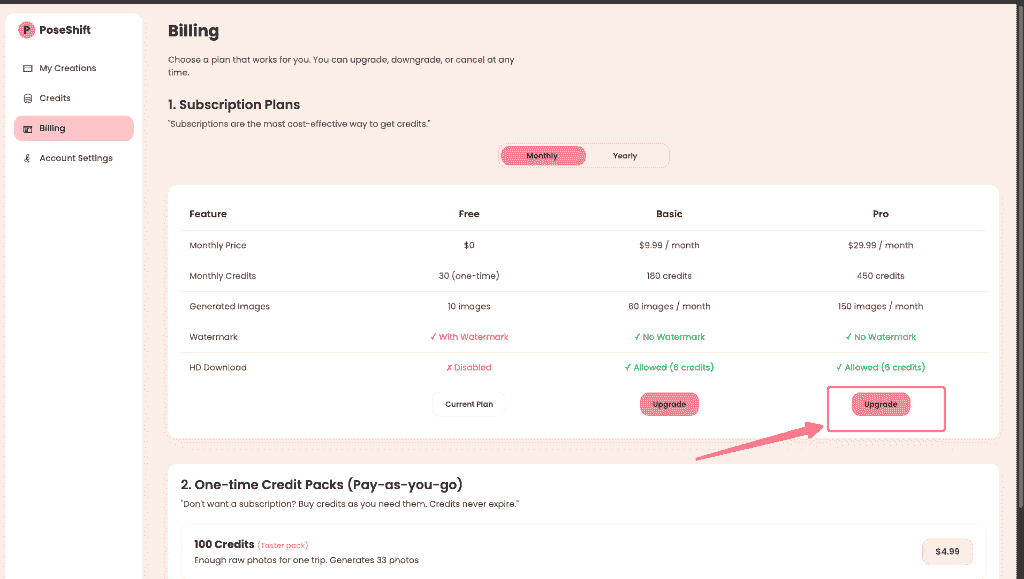 P PoseShift
My Creations
Credits
Billing
Account Settings
Billing
Choose a plan that works for you. You can upgrade, downgrade, or cancel at any
time.
1. Subscription Plans
"Subscriptions are the most cost-effective way to get credits."
Monthly Yearly
Feature Free Basic Pro
Monthly Price $0 $9.99 / month $29.99 / month
Monthly Credits 30 (one-time) 180 credits 450 credits
Generated Images 10 images 60 images / month 150 images / month
Watermark ✓ With Watermark ✓ No Watermark ✓ No Watermark
HD Download ✗ Disabled ✓ Allowed (6 credits) ✓ Allowed (6 credits)
Current Plan Upgrade Upgrade
2. One-time Credit Packs (Pay-as-you-go)
"Don't want a subscription? Buy credits as you need them. Credits never expire."
100 Credits (Taster pack)
Enough raw photos for one trip. Generates 33 photos
$4.99